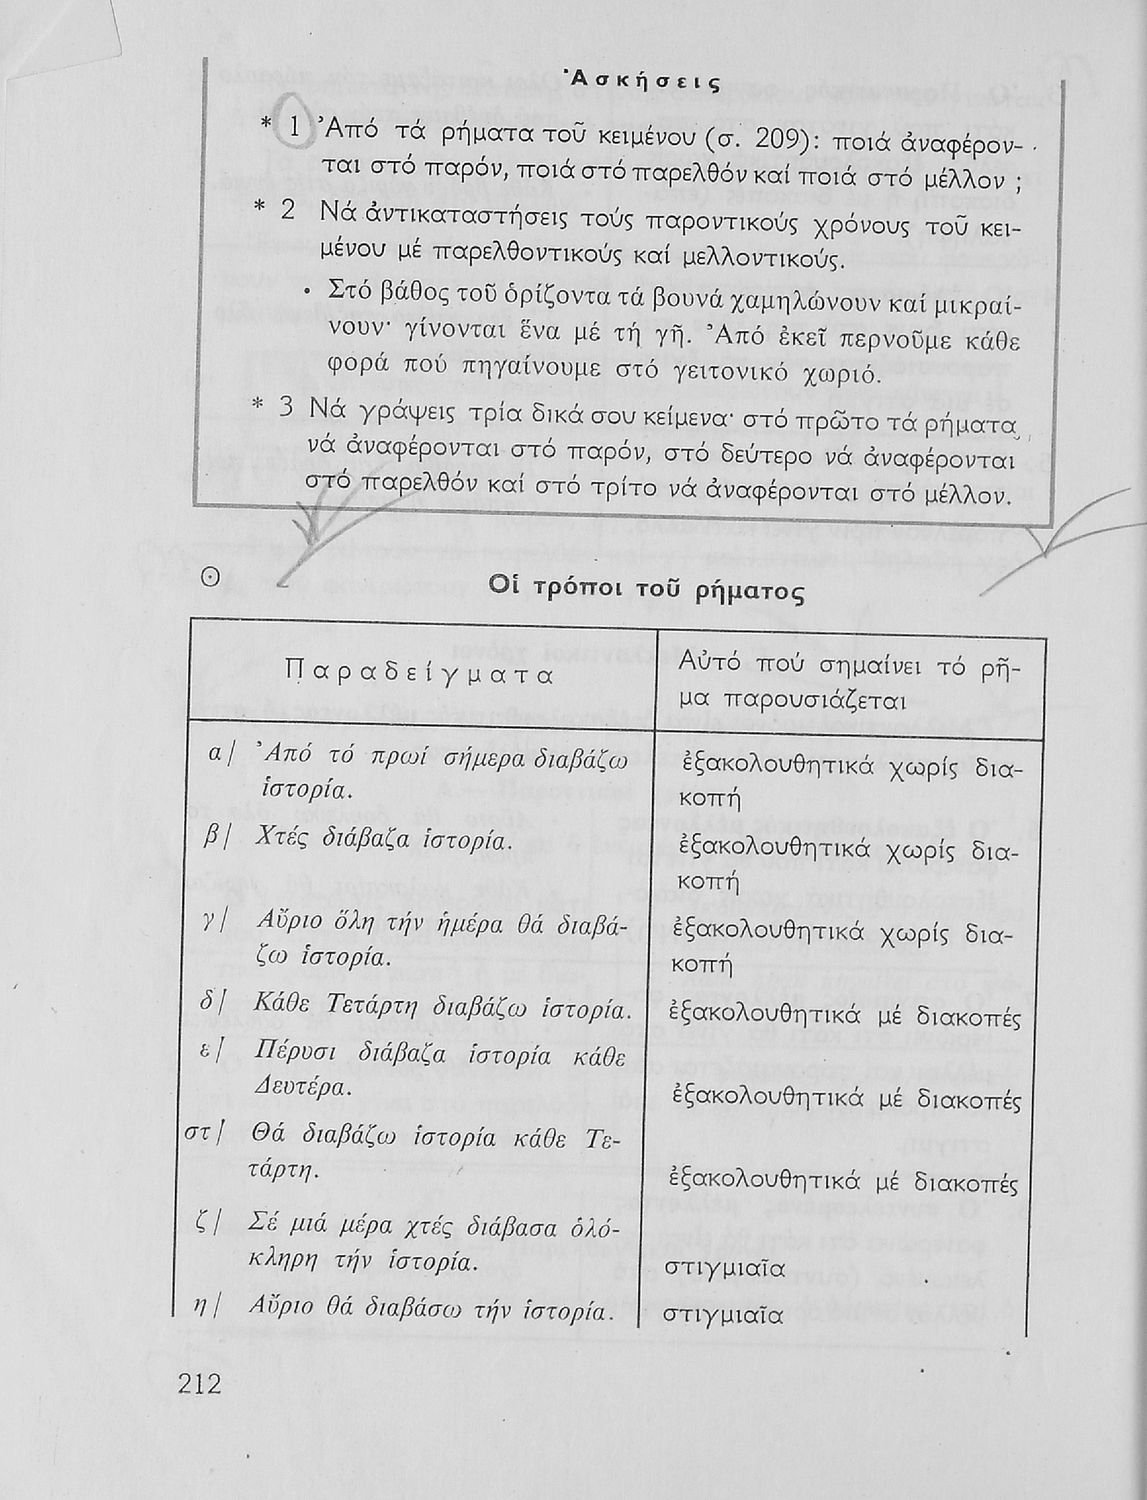 Ἀσκήσεις
* 1 Ἀπό τά ρήματα τοῦ κειμένου (σ. 209): ποιά ἀναφέρον-
ται στό παρόν, ποιά στό παρελθόν καί ποιά στό μέλλον ;
* 2 Νά ἀντικαταστήσεις τούς παροντικούς χρόνους τοῦ κει-
μένου μέ παρελθοντικούς καί μελλοντικούς.
• Στό βάθος τοῦ ὁρίζοντα τά βουνά χαμηλώνουν καί μικραί-
νουν· γίνονται ἕνα μέ τή γῆ. Ἀπό ἐκεῖ περνοῦμε κάθε
φορά πού πηγαίνουμε στό γειτονικό χωριό.
* 3 Νά γράψεις τρία δικά σου κείμενα· στό πρῶτο τά ρήματα
νά ἀναφέρονται στό παρόν, στό δεύτερο νά ἀναφέρονται
στό παρελθόν καί στό τρίτο νά ἀναφέρονται στό μέλλον.
⊙ Οἱ τρόποι τοῦ ρήματος
Παραδείγματα
Αὐτό πού σημαίνει τό ρῆ-
μα παρουσιάζεται
α/ Ἀπό τό πρωί σήμερα διαβάζω
ἱστορία.
ἐξακολουθητικά χωρίς δια-
κοπή
β/ Χτές διάβαζα ἱστορία.
ἐξακολουθητικά χωρίς δια-
κοπή
γ/ Αὔριο ὅλη τήν ἡμέρα θά διαβά-
ζω ἱστορία.
ἐξακολουθητικά χωρίς δια-
κοπή
δ/ Κάθε Τετάρτη διαβάζω ἱστορία.
ἐξακολουθητικά μέ διακοπές
ε/ Πέρυσι διάβαζα ἱστορία κάθε
Δευτέρα.
ἐξακολουθητικά μέ διακοπές
στ/ Θά διαβάζω ἱστορία κάθε Τε-
τάρτη.
ἐξακολουθητικά μέ διακοπές
ζ/ Σέ μιά μέρα χτές διάβασα ὁλό-
κληρη τήν ἱστορία.
στιγμιαῖα
η/ Αὔριο θά διαβάσω τήν ἱστορία.
στιγμιαῖα
212